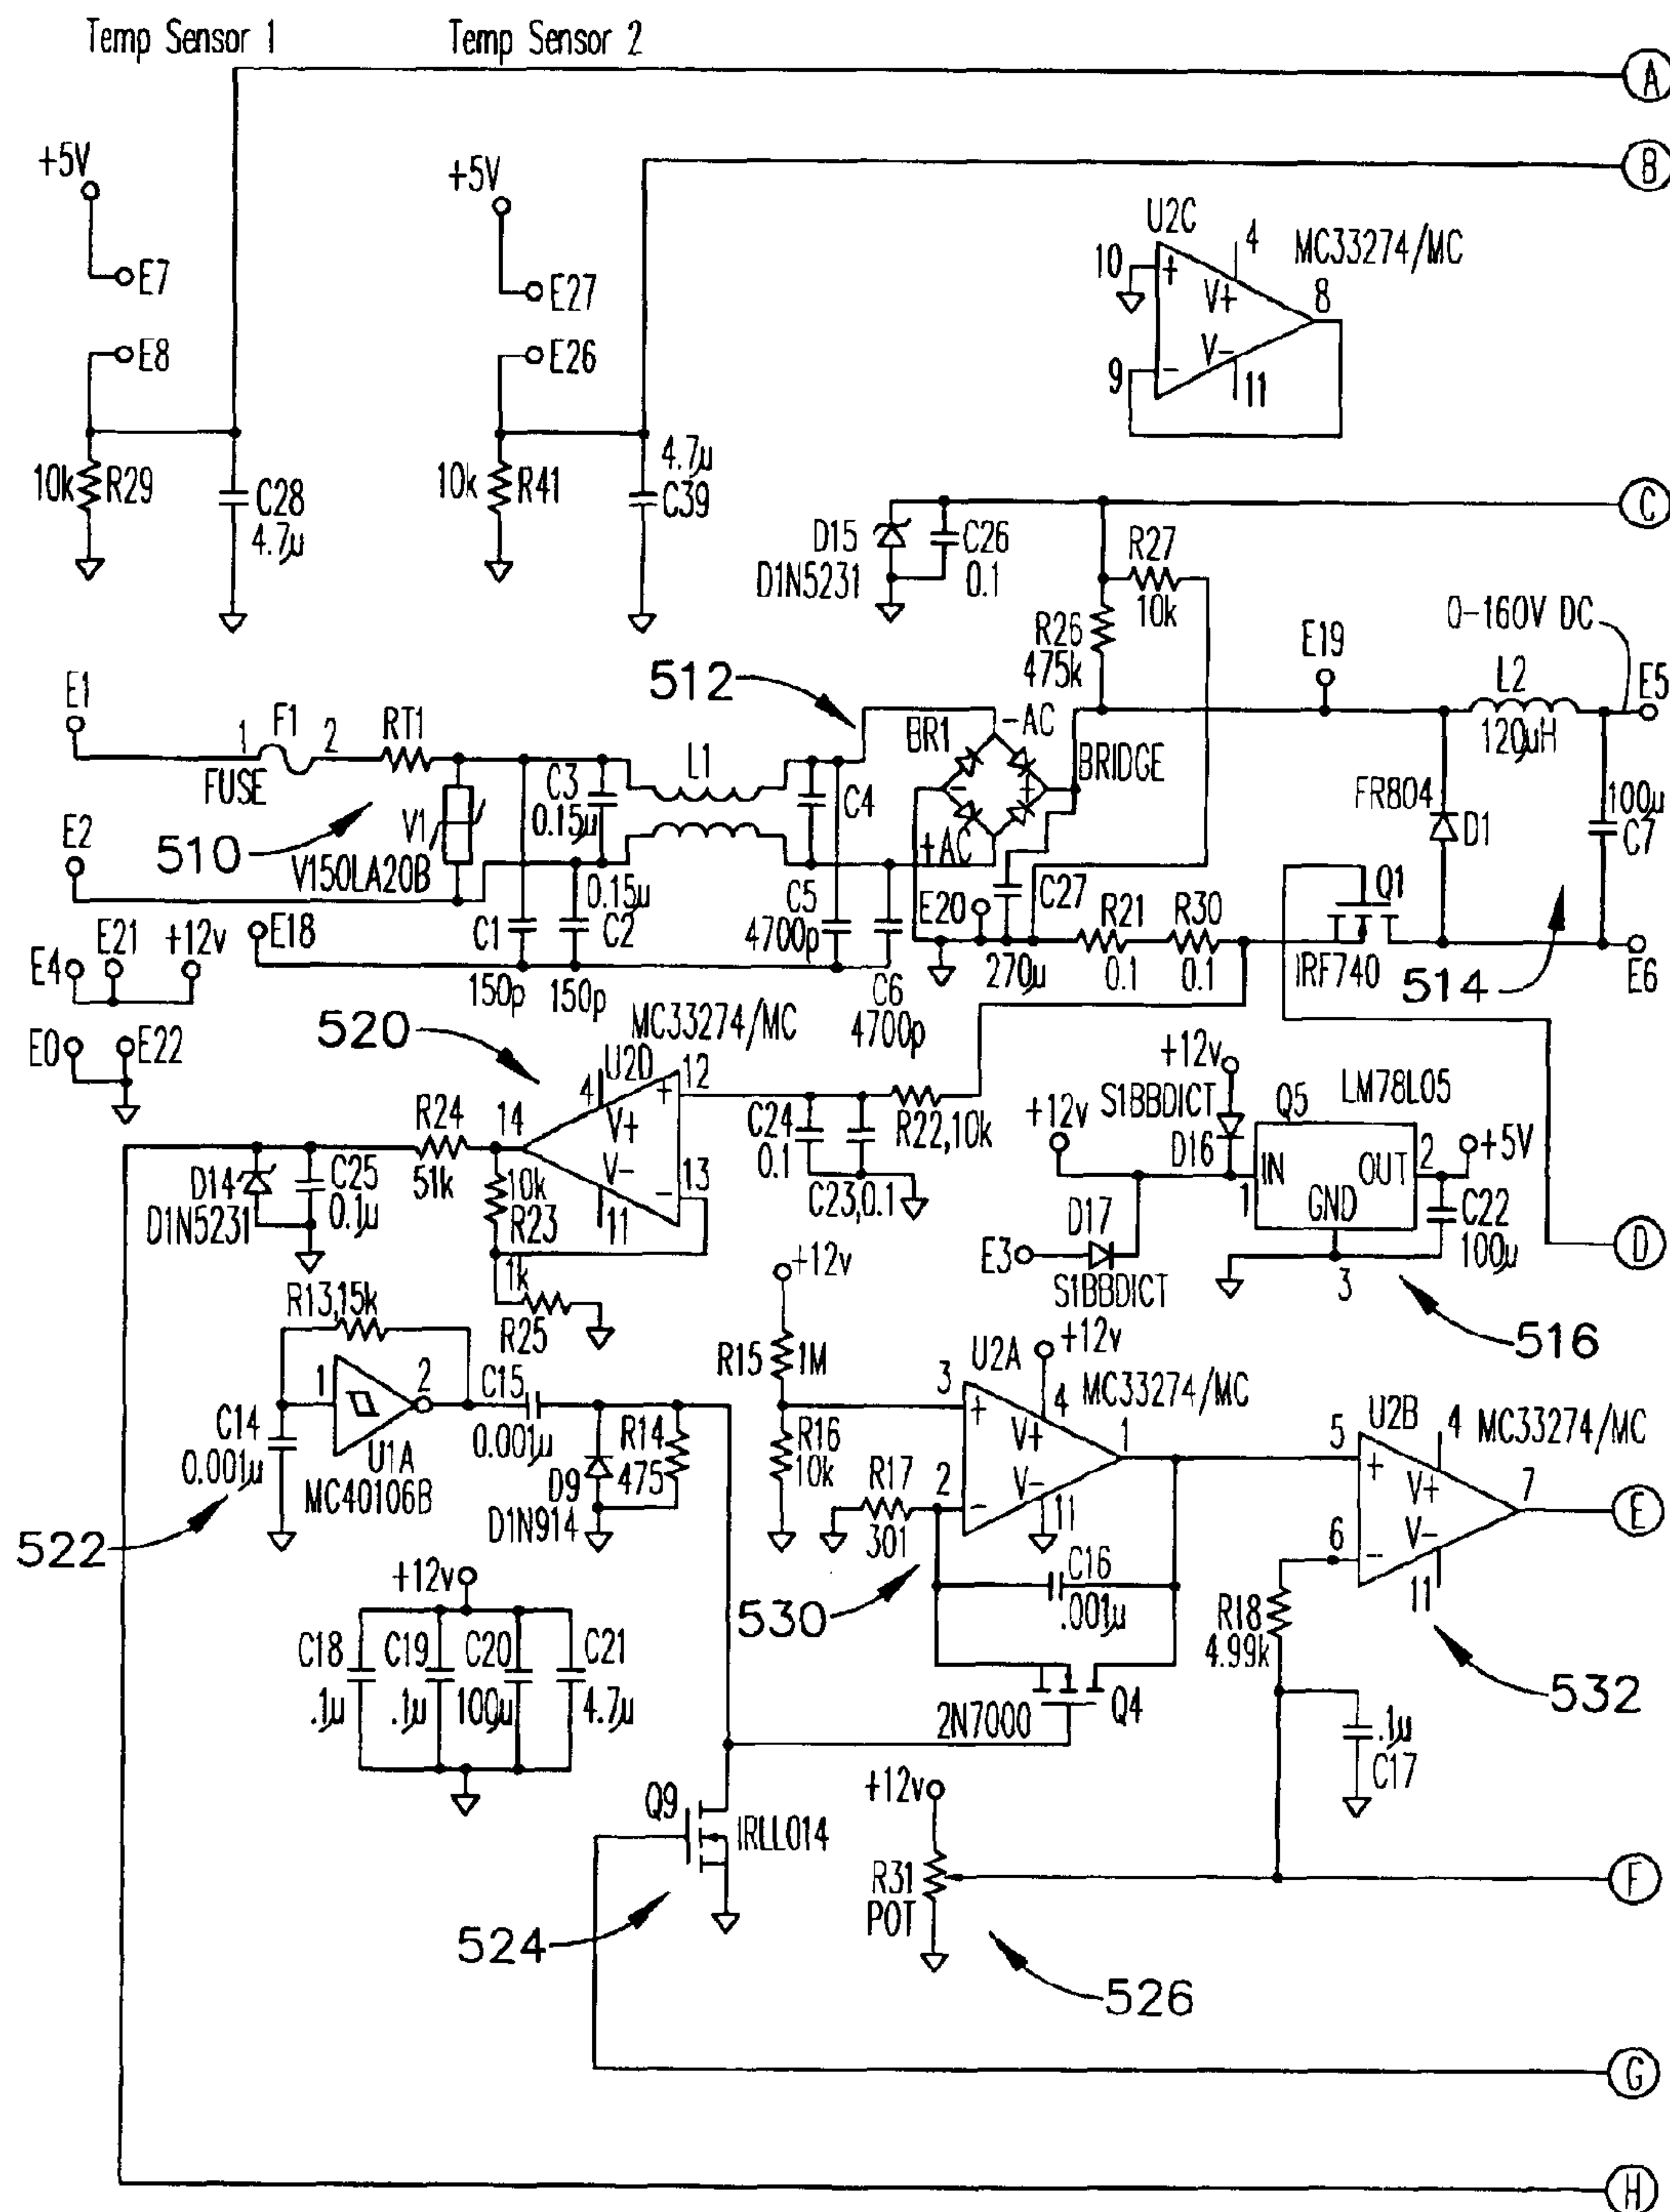 Temp Sensor 1
Temp Sensor 2
A
+5V
+5V
B
U2C
4
MC33274/MC
10
+
V+
8
E7
E27
E8
E26
V-
9
-
11
10k
R29
C28
4.7µ
10k
R41
4.7µ
C39
C
D15
D1N5231
C26
0.1
R27
10k
R26
475k
0-160V DC
E19
L2
120µH
E5
512
E1
F1
1
2
FUSE
RT1
L1
-AC
BR1
BRIDGE
-
+
+AC
C3
0.15µ
C4
FR804
D1
100µ
C7
E2
510
V1
V150LA20B
0.15µ
C2
C1
C5
4700p
E20
C27
R21
0.1
R30
0.1
Q1
IRF740
514
E6
E4
E21
+12v
E18
150p
150p
C6
4700p
270µ
E0
E22
520
MC33274/MC
U2D
4
12
+
V+
V-
13
-
11
14
R24
51k
C24
0.1
R22,10k
C23,0.1
+12v
S1BBDICT
D16
+12v
Q5
LM78L05
IN
OUT
GND
1
2
3
+5V
C22
100µ
D14
D1N5231
C25
0.1µ
10k
R23
1k
R25
D17
E3
S1BBDICT
D
516
R13,15k
1
2
U1A
MC40106B
C14
0.001µ
522
C15
0.001µ
D9
D1N914
R14
475
+12v
R15
1M
R16
10k
R17
301
U2A
+12v
4
MC33274/MC
3
+
V+
1
2
-
V-
11
U2B
4
MC33274/MC
5
+
V+
7
6
-
V-
11
E
530
C16
.001µ
R18
4.99k
532
+12v
C18
.1µ
C19
.1µ
C20
100µ
C21
4.7µ
2N7000
Q4
.1µ
C17
Q9
IRLL014
+12v
R31
POT
F
524
526
G
H